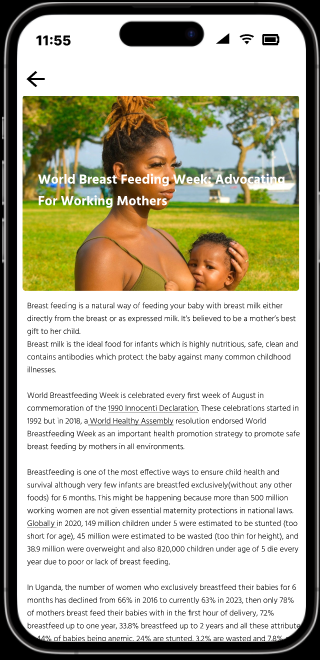 11:55
World Breast Feeding Week: Advocating
For Working Mothers
Breast feeding is a natural way of feeding your baby with breast milk either
directly from the breast or as expressed milk. It's believed to be a mother's best
gift to her child.
Breast milk is the ideal food for infants which is highly nutritious, safe, clean and
contains antibodies which protect the baby against many common childhood
illnesses.
World Breastfeeding Week is celebrated every first week of August in
commemoration of the 1990 Innocenti Declaration. These celebrations started in
1992 but in 2018, a World Healthy Assembly resolution endorsed World
Breastfeeding Week as an important health promotion strategy to promote safe
breast feeding by mothers in all environments.
Breastfeeding is one of the most effective ways to ensure child health and
survival although very few infants are breastfed exclusively(without any other
foods) for 6 months. This might be happening because more than 500 million
working women are not given essential maternity protections in national laws.
Globally in 2020, 149 million children under 5 were estimated to be stunted (too
short for age), 45 million were estimated to be wasted (too thin for height), and
38.9 million were overweight and also 820,000 children under age of 5 die every
year due to poor or lack of breast feeding.
In Uganda, the number of women who exclusively breastfeed their babies for 6
months has declined from 66% in 2016 to currently 63% in 2023, then only 78%
of mothers breast feed their babies with in the first hour of delivery, 72%
breastfeed up to one year, 33.8% breastfeed up to 2 years and all these attribute
44% of babies being anemic, 24% are stunted, 3.2% are wasted and 7.8%